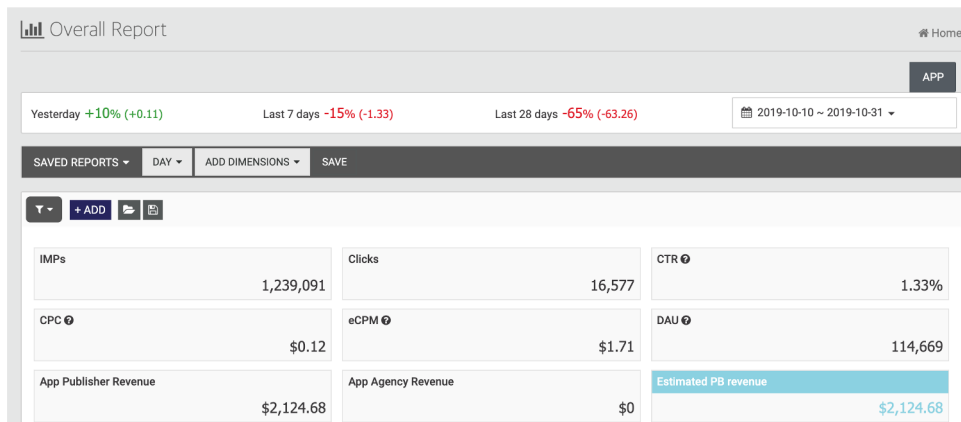 Overall Report
Home
APP
Yesterday +10% (+0.11) Last 7 days -15% (-1.33) Last 28 days -65% (-63.26) 2019-10-10 ~ 2019-10-31
SAVED REPORTS DAY ADD DIMENSIONS SAVE
+ ADD
IMPs Clicks CTR
1,239,091 16,577 1.33%
CPC eCPM DAU
$0.12 $1.71 114,669
App Publisher Revenue App Agency Revenue Estimated PB revenue
$2,124.68 $0 $2,124.68